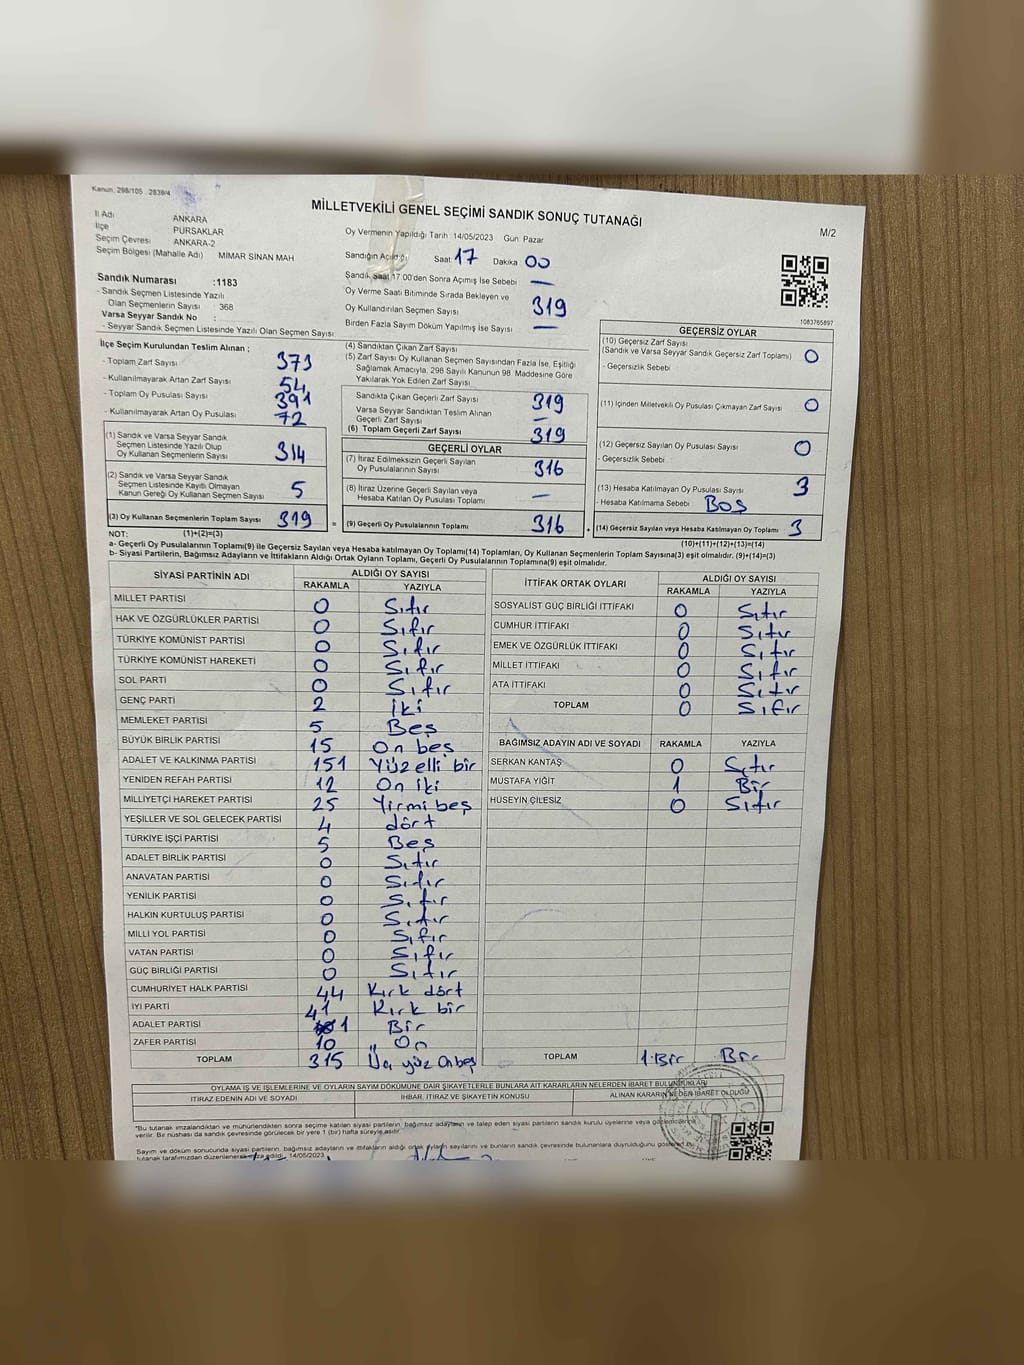 Kanun: 298/105 . 2839/4
MİLLETVEKİLİ GENEL SEÇİMİ SANDIK SONUÇ TUTANAĞI
M/2
İl Adı ANKARA
İlçe PURSAKLAR
Seçim Çevresi ANKARA-2
Seçim Bölgesi (Mahalle Adı) MİMAR SİNAN MAH
Sandık Numarası :1183
- Sandık Seçmen Listesinde Yazılı
Olan Seçmenlerin Sayısı : 368
Varsa Seyyar Sandık No :
- Seyyar Sandık Seçmen Listesinde Yazılı Olan Seçmen Sayısı:
Oy Vermenin Yapıldığı Tarih 14/05/2023 Gün Pazar
Sandığın Açıldığı Saat 17 Dakika 00
Sandık Saat 17.00'den Sonra Açılmış İse Sebebi —
Oy Verme Saati Bitiminde Sırada Bekleyen ve
Oy Kullandırılan Seçmen Sayısı 319
Birden Fazla Sayım Döküm Yapılmış İse Sayısı —
1083765897
İlçe Seçim Kurulundan Teslim Alınan ;
- Toplam Zarf Sayısı 373
- Kullanılmayarak Artan Zarf Sayısı 54
- Toplam Oy Pusulası Sayısı 391
- Kullanılmayarak Artan Oy Pusulası 72
(1) Sandık ve Varsa Seyyar Sandık
Seçmen Listesinde Yazılı Olup
Oy Kullanan Seçmenlerin Sayısı 314
(2) Sandık ve Varsa Seyyar Sandık
Seçmen Listesinde Kayıtlı Olmayan
Kanun Gereği Oy Kullanan Seçmen Sayısı 5
(3) Oy Kullanan Seçmenlerin Toplam Sayısı 319
(1)+(2)=(3)
(4) Sandıktan Çıkan Zarf Sayısı
(5) Zarf Sayısı Oy Kullanan Seçmen Sayısından Fazla İse, Eşitliği
Sağlamak Amacıyla, 298 Sayılı Kanunun 98. Maddesine Göre
Yakılarak Yok Edilen Zarf Sayısı
Sandıkta Çıkan Geçerli Zarf Sayısı 319
Varsa Seyyar Sandıktan Teslim Alınan
Geçerli Zarf Sayısı —
(6) Toplam Geçerli Zarf Sayısı 319
GEÇERLİ OYLAR
(7) İtiraz Edilmeksizin Geçerli Sayılan
Oy Pusulalarının Sayısı 316
(8) İtiraz Üzerine Geçerli Sayılan veya
Hesaba Katılan Oy Pusulası Toplamı —
= (9) Geçerli Oy Pusulalarının Toplamı 316
GEÇERSİZ OYLAR
(10) Geçersiz Zarf Sayısı
(Sandık ve Varsa Seyyar Sandık Geçersiz Zarf Toplamı) 0
- Geçersizlik Sebebi
(11) İçinden Milletvekili Oy Pusulası Çıkmayan Zarf Sayısı 0
(12) Geçersiz Sayılan Oy Pusulası Sayısı 0
- Geçersizlik Sebebi
(13) Hesaba Katılmayan Oy Pusulası Sayısı 3
- Hesaba Katılmama Sebebi Boş
+ (14) Geçersiz Sayılan veya Hesaba Katılmayan Oy Toplamı 3
(10)+(11)+(12)+(13)=(14)
NOT:
a- Geçerli Oy Pusulalarının Toplamı(9) ile Geçersiz Sayılan veya Hesaba katılmayan Oy Toplamı(14) Toplamları, Oy Kullanan Seçmenlerin Toplam Sayısına(3) eşit olmalıdır. (9)+(14)=(3)
b- Siyasi Partilerin, Bağımsız Adayların ve İttifakların Aldığı Ortak Oyların Toplamı, Geçerli Oy Pusulalarının Toplamına(9) eşit olmalıdır.
SİYASİ PARTİNİN ADI ALDIĞI OY SAYISI
RAKAMLA YAZIYLA
MİLLET PARTİSİ 0 Sıfır
HAK VE ÖZGÜRLÜKLER PARTİSİ 0 Sıfır
TÜRKİYE KOMÜNİST PARTİSİ 0 Sıfır
TÜRKİYE KOMÜNİST HAREKETİ 0 Sıfır
SOL PARTİ 0 Sıfır
GENÇ PARTİ 2 İki
MEMLEKET PARTİSİ 5 Beş
BÜYÜK BİRLİK PARTİSİ 15 On beş
ADALET VE KALKINMA PARTİSİ 151 Yüz elli bir
YENİDEN REFAH PARTİSİ 12 On iki
MİLLİYETÇİ HAREKET PARTİSİ 25 Yirmi beş
YEŞİLLER VE SOL GELECEK PARTİSİ 4 dört
TÜRKİYE İŞÇİ PARTİSİ 5 Beş
ADALET BİRLİK PARTİSİ 0 Sıfır
ANAVATAN PARTİSİ 0 Sıfır
YENİLİK PARTİSİ 0 Sıfır
HALKIN KURTULUŞ PARTİSİ 0 Sıfır
MİLLİ YOL PARTİSİ 0 Sıfır
VATAN PARTİSİ 0 Sıfır
GÜÇ BİRLİĞİ PARTİSİ 0 Sıfır
CUMHURİYET HALK PARTİSİ 44 Kırk dört
İYİ PARTİ 41 Kırk bir
ADALET PARTİSİ 1 Bir
ZAFER PARTİSİ 10 On
TOPLAM 315 Üç yüz Onbeş
İTTİFAK ORTAK OYLARI ALDIĞI OY SAYISI
RAKAMLA YAZIYLA
SOSYALİST GÜÇ BİRLİĞİ İTTİFAKI 0 Sıfır
CUMHUR İTTİFAKI 0 Sıfır
EMEK VE ÖZGÜRLÜK İTTİFAKI 0 Sıfır
MİLLET İTTİFAKI 0 Sıfır
ATA İTTİFAKI 0 Sıfır
TOPLAM 0 Sıfır
BAĞIMSIZ ADAYIN ADI VE SOYADI RAKAMLA YAZIYLA
SERKAN KANTAŞ 0 Sıfır
MUSTAFA YİĞİT 1 Bir
HÜSEYİN ÇİLESİZ 0 Sıfır
TOPLAM 1 Bir Bir
OYLAMA İŞ VE İŞLEMLERİNE VE OYLARIN SAYIM DÖKÜMÜNE DAİR ŞİKAYETLERLE BUNLARA AİT KARARLARIN NELERDEN İBARET BULUNDUKLARI
İTİRAZ EDENİN ADI VE SOYADI İHBAR, İTİRAZ VE ŞİKAYETİN KONUSU ALINAN KARARIN NEDEN İBARET OLDUĞU
*Bu tutanak imzalandıktan ve mühürlendikten sonra seçime katılan siyasi partilerin, bağımsız adayların ve talep eden siyasi partilerin sandık kurulu üyelerine veya gözlemcilerine
verilir. Bir nüshası da sandık çevresinde görülecek bir yere 1 (bir) hafta süreyle asılır.
Sayım ve döküm sonucunda siyasi partilerin, bağımsız adayların ve ittifakların aldığı ortak oyların sayılarını ve bunların sandık çevresinde bulunanlara duyurulduğunu gösteren bu
tutanak tarafımızdan düzenlenerek imza edildi. 14/05/2023